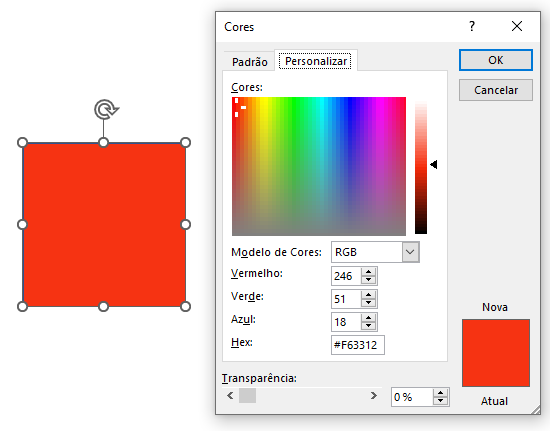 Cores
?
Padrão
Personalizar
OK
Cancelar
Cores:
Modelo de Cores: RGB
Vermelho: 246
Verde: 51
Azul: 18
Hex: #F63312
Nova
Atual
Transparência:
0 %